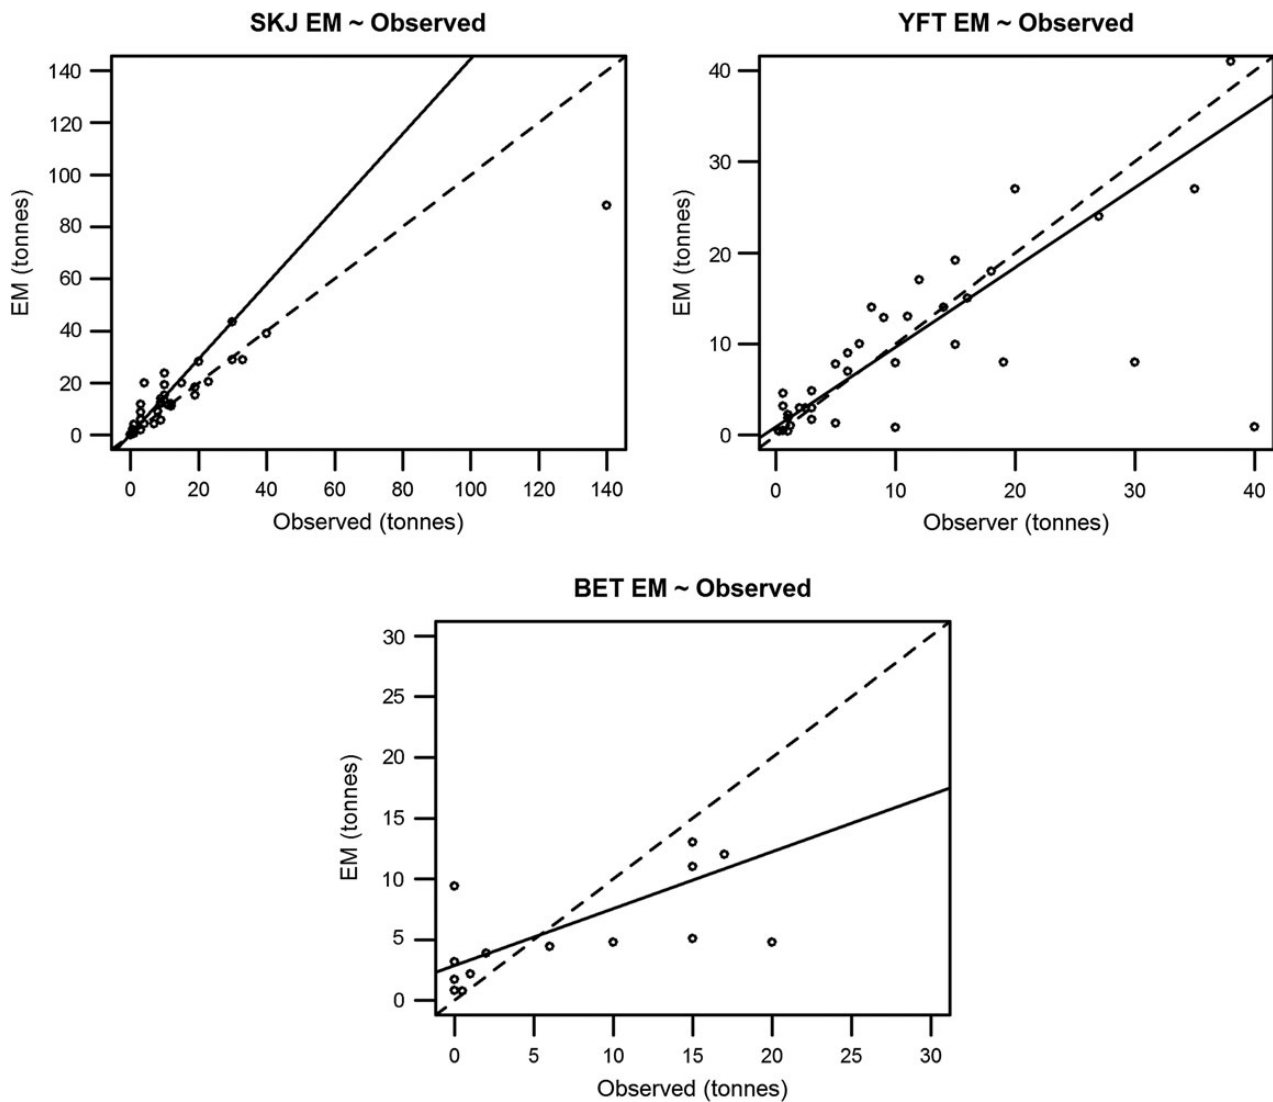 SKJ EM ~ Observed
EM (tonnes)
140
120
100
80
60
40
20
0
0 20 40 60 80 100 120 140
Observed (tonnes)
YFT EM ~ Observed
EM (tonnes)
40
30
20
10
0
0 10 20 30 40
Observer (tonnes)
BET EM ~ Observed
EM (tonnes)
30
25
20
15
10
5
0
0 5 10 15 20 25 30
Observed (tonnes)